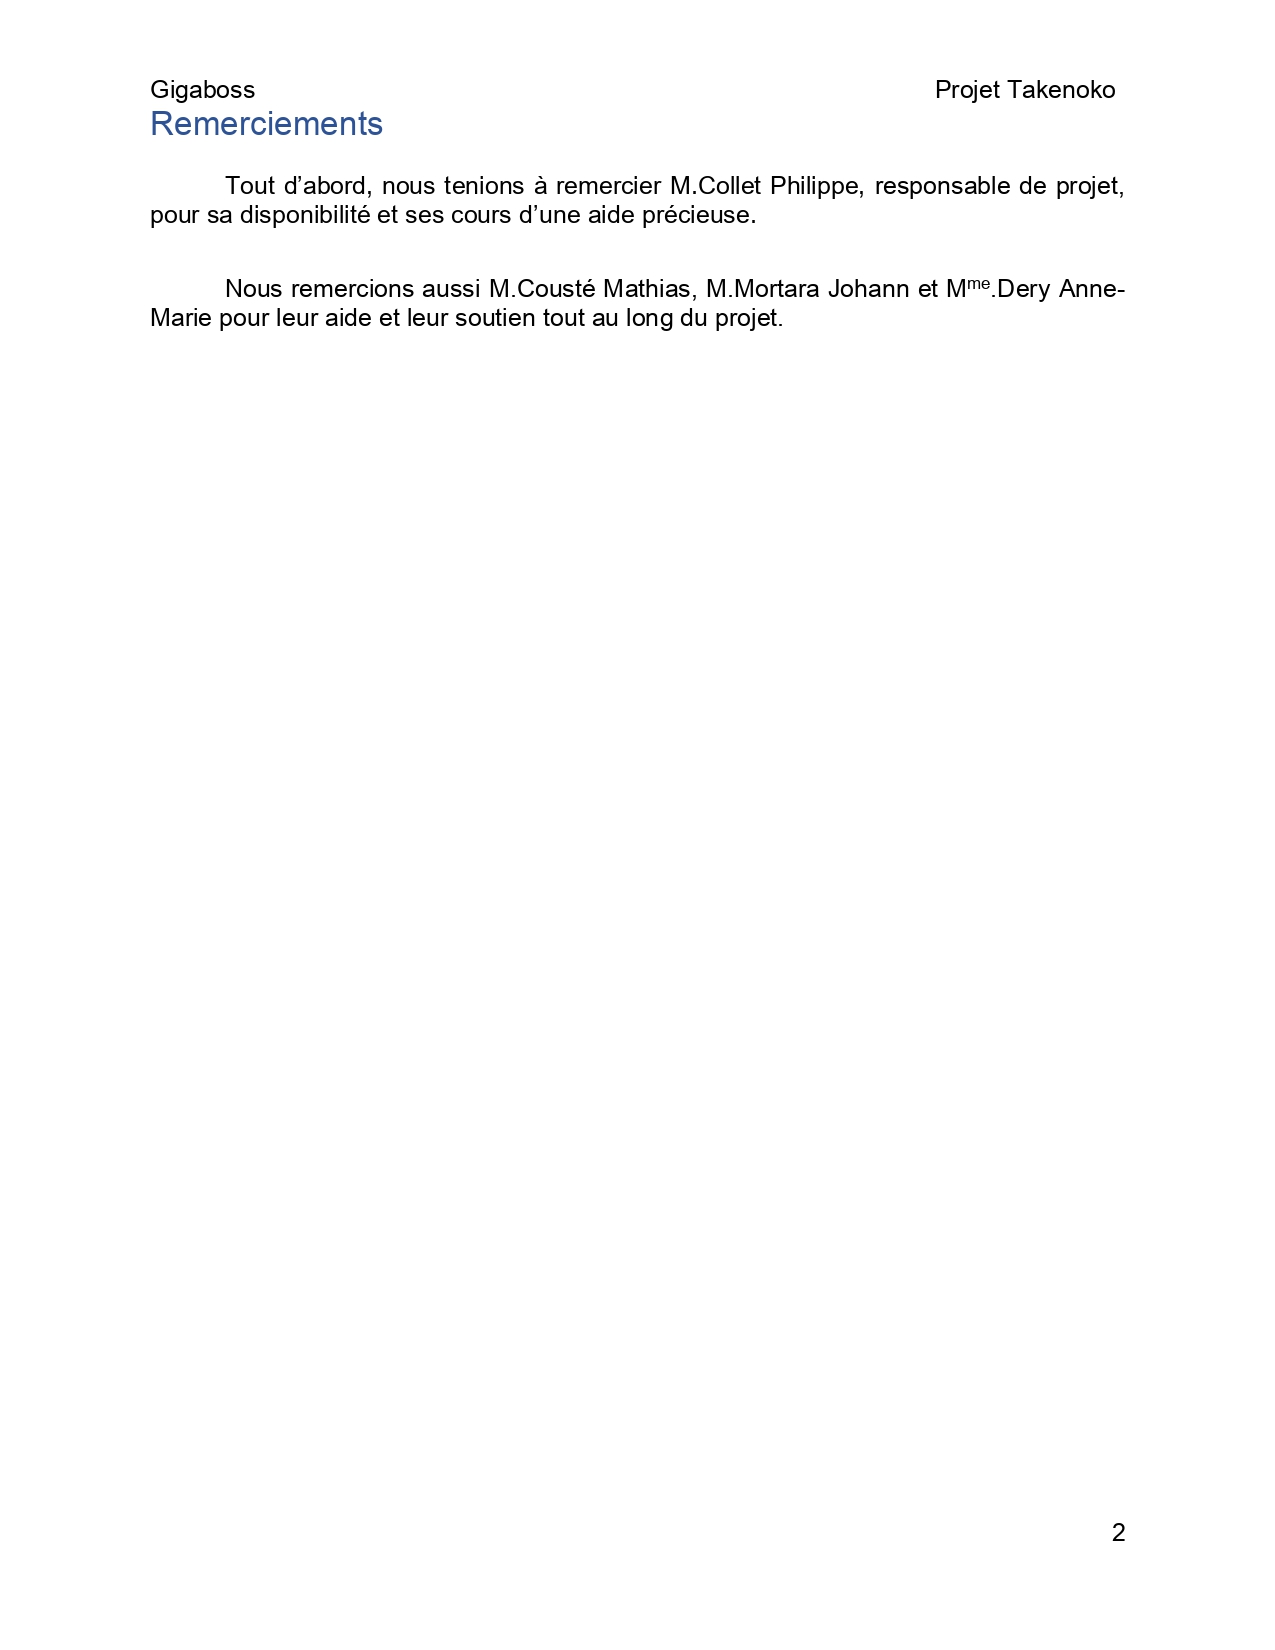 Gigaboss Projet Takenoko
Remerciements
Tout d’abord, nous tenions à remercier M.Collet Philippe, responsable de projet,
pour sa disponibilité et ses cours d’une aide précieuse.
Nous remercions aussi M.Cousté Mathias, M.Mortara Johann et Mme.Dery Anne-
Marie pour leur aide et leur soutien tout au long du projet.
2